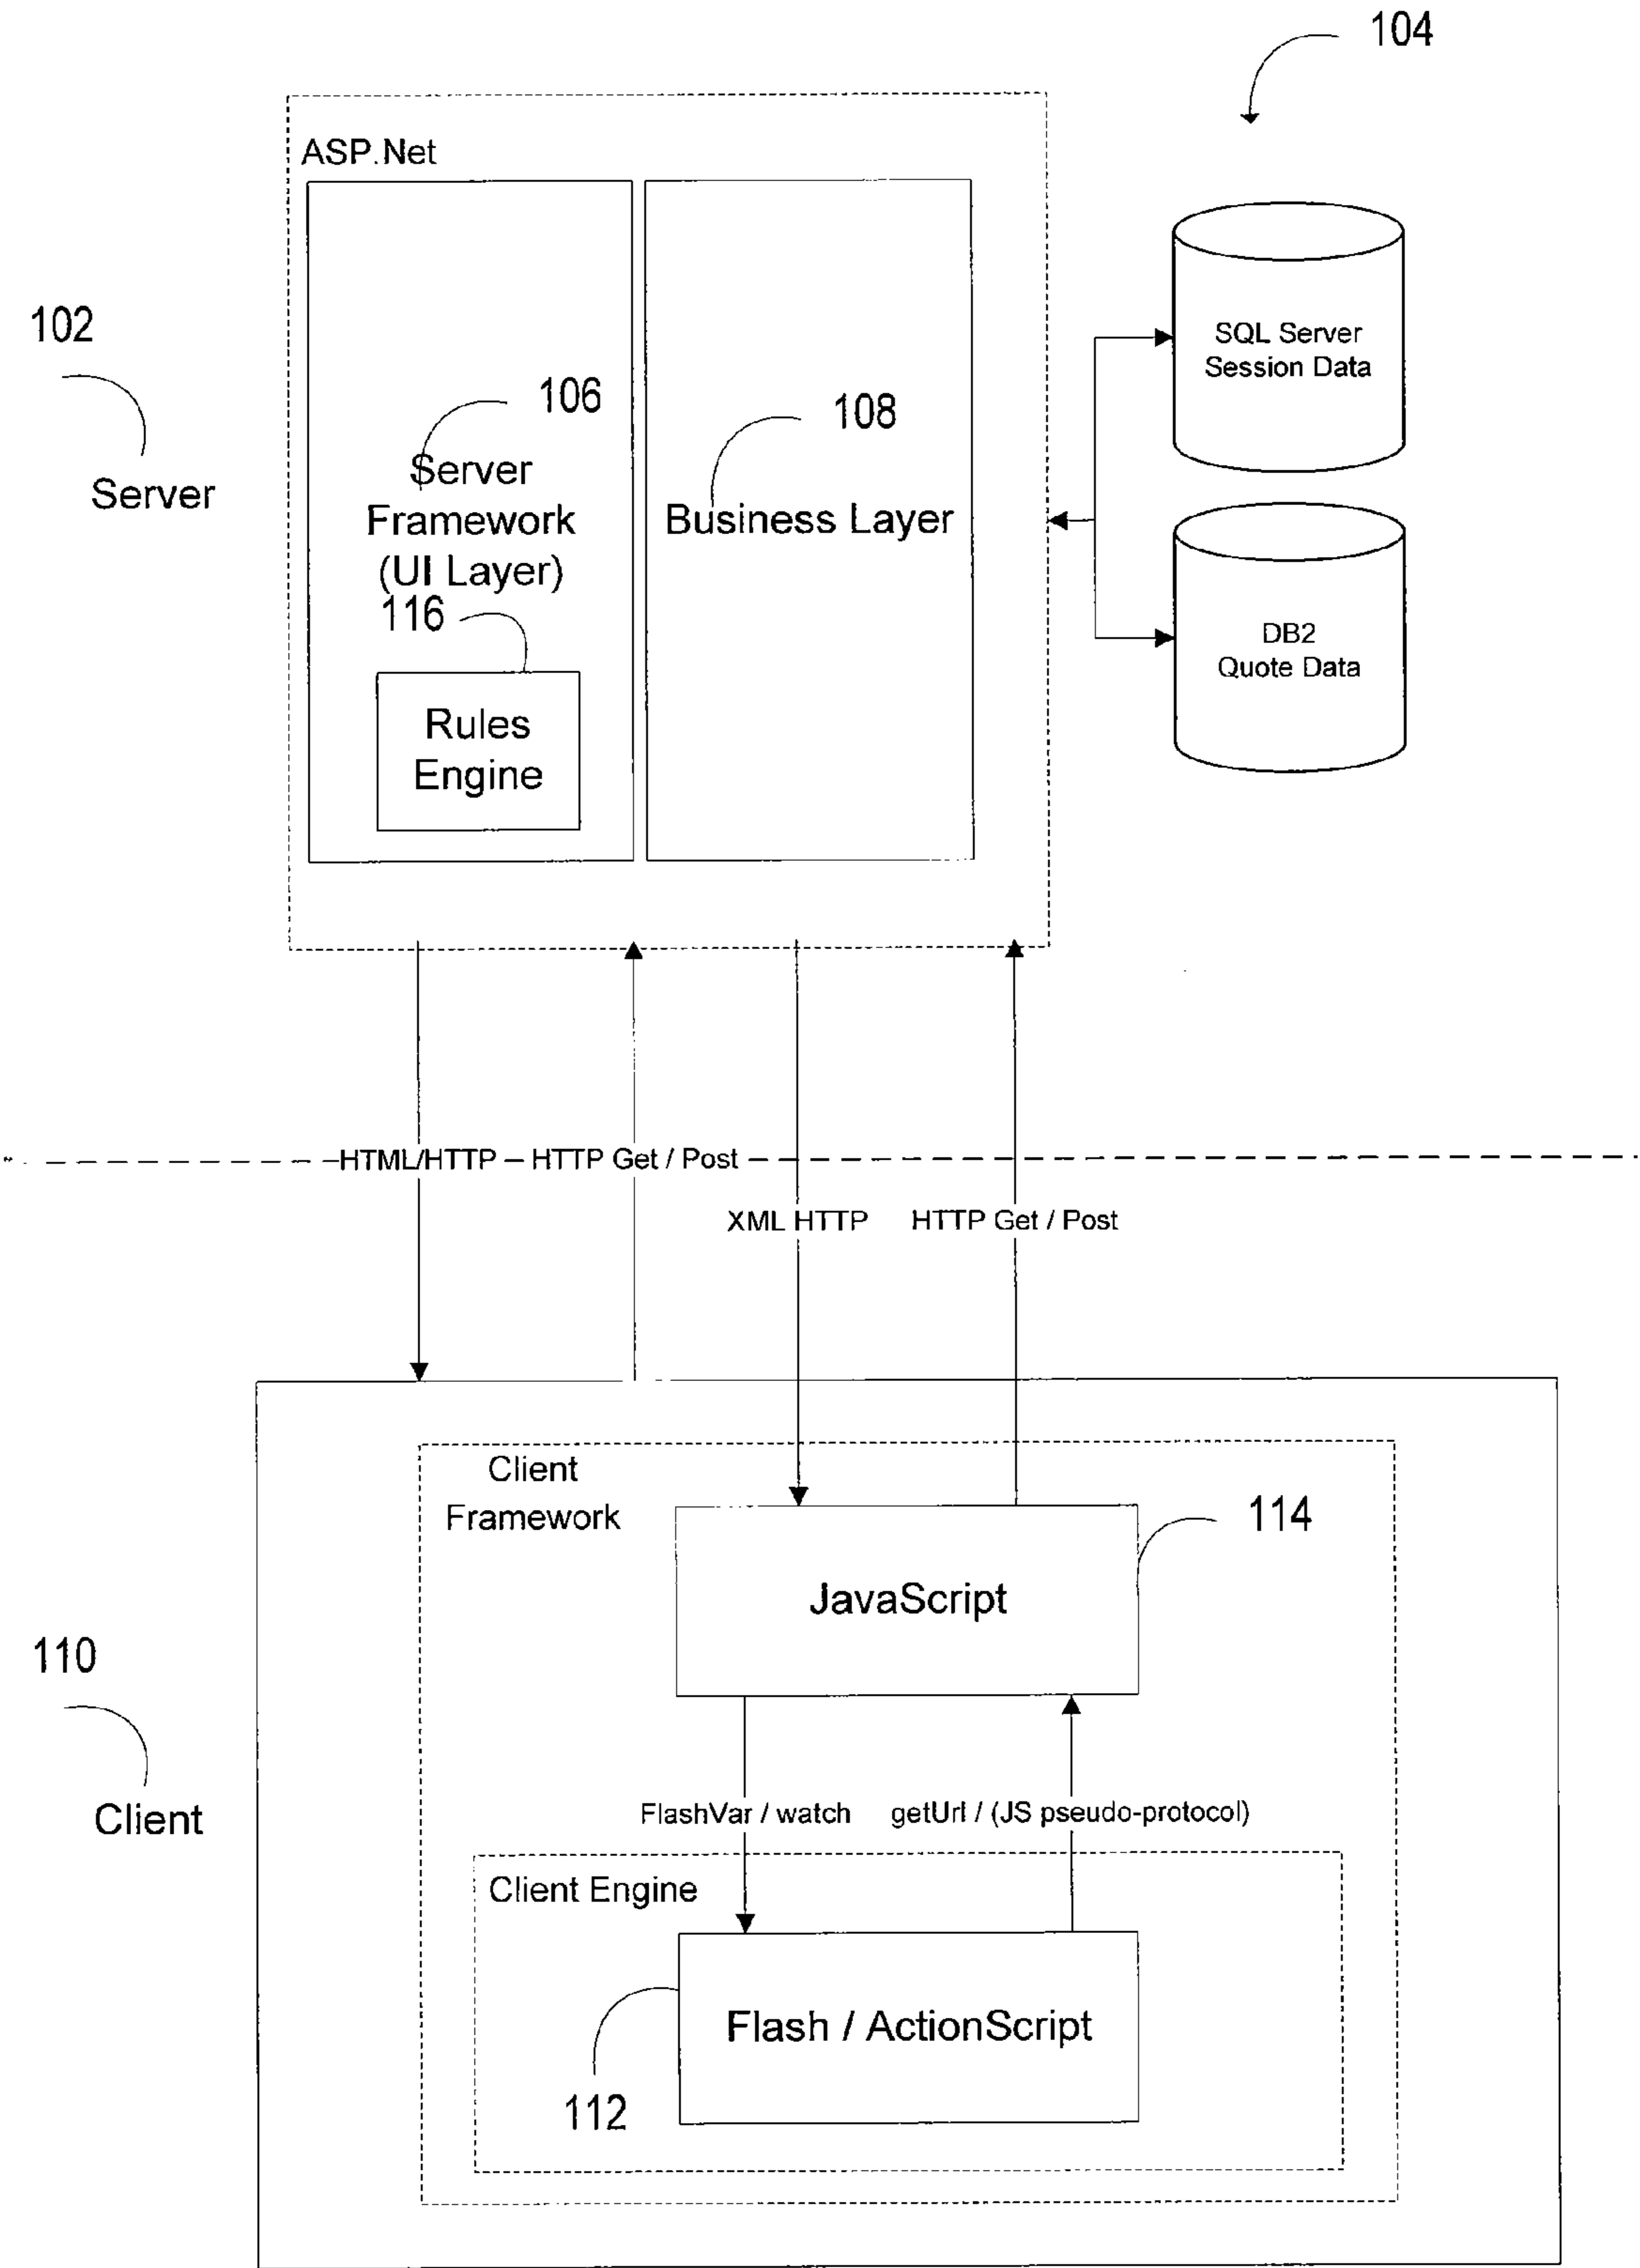 104
ASP.Net
102
Server
106
Server
Framework
(UI Layer)
108
Business Layer
116
Rules
Engine
SQL Server
Session Data
DB2
Quote Data
HTML/HTTP – HTTP Get / Post
XML HTTP
HTTP Get / Post
Client
Framework
114
JavaScript
110
Client
FlashVar / watch
getUrl / (JS pseudo-protocol)
Client Engine
Flash / ActionScript
112